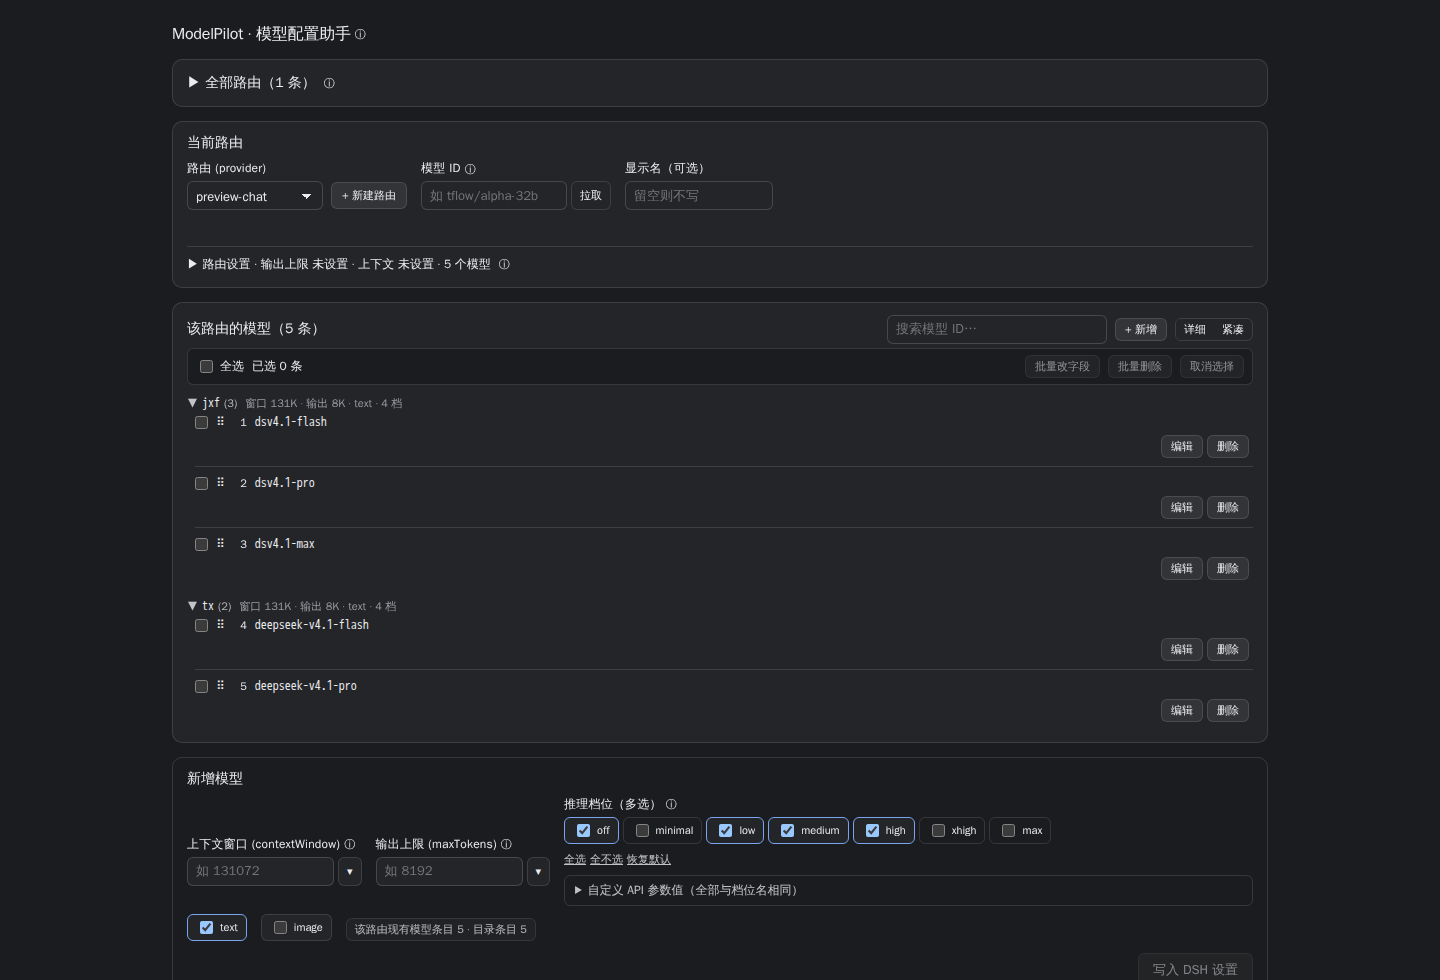 ModelPilot · 模型配置助手 ⓘ
▶ 全部路由（1 条） ⓘ
当前路由
路由 (provider) 模型 ID ⓘ 显示名（可选）
preview-chat + 新建路由 如 tflow/alpha-32b 拉取 留空则不写
▶ 路由设置 · 输出上限 未设置 · 上下文 未设置 · 5 个模型 ⓘ
该路由的模型（5 条） 搜索模型 ID… + 新增 详细 紧凑
全选 已选 0 条 批量改字段 批量删除 取消选择
▼ jxf (3) 窗口 131K · 输出 8K · text · 4 档
⠿ 1 dsv4.1-flash
编辑 删除
⠿ 2 dsv4.1-pro
编辑 删除
⠿ 3 dsv4.1-max
编辑 删除
▼ tx (2) 窗口 131K · 输出 8K · text · 4 档
⠿ 4 deepseek-v4.1-flash
编辑 删除
⠿ 5 deepseek-v4.1-pro
编辑 删除
新增模型
推理档位（多选） ⓘ
off minimal low medium high xhigh max
上下文窗口 (contextWindow) ⓘ 输出上限 (maxTokens) ⓘ
全选 全不选 恢复默认
如 131072 ▾ 如 8192 ▾
▶ 自定义 API 参数值（全部与档位名相同）
text image 该路由现有模型条目 5 · 目录条目 5
写入 DSH 设置